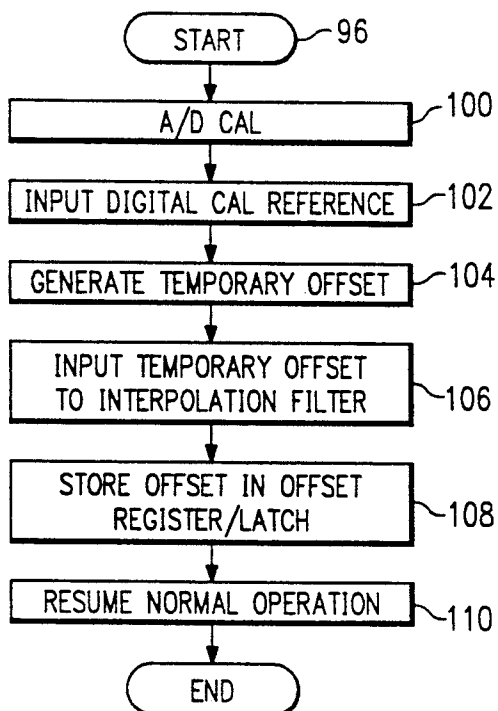 START
96
A/D CAL
100
INPUT DIGITAL CAL REFERENCE
102
GENERATE TEMPORARY OFFSET
104
INPUT TEMPORARY OFFSET
TO INTERPOLATION FILTER
106
STORE OFFSET IN OFFSET
REGISTER/LATCH
108
RESUME NORMAL OPERATION
110
END